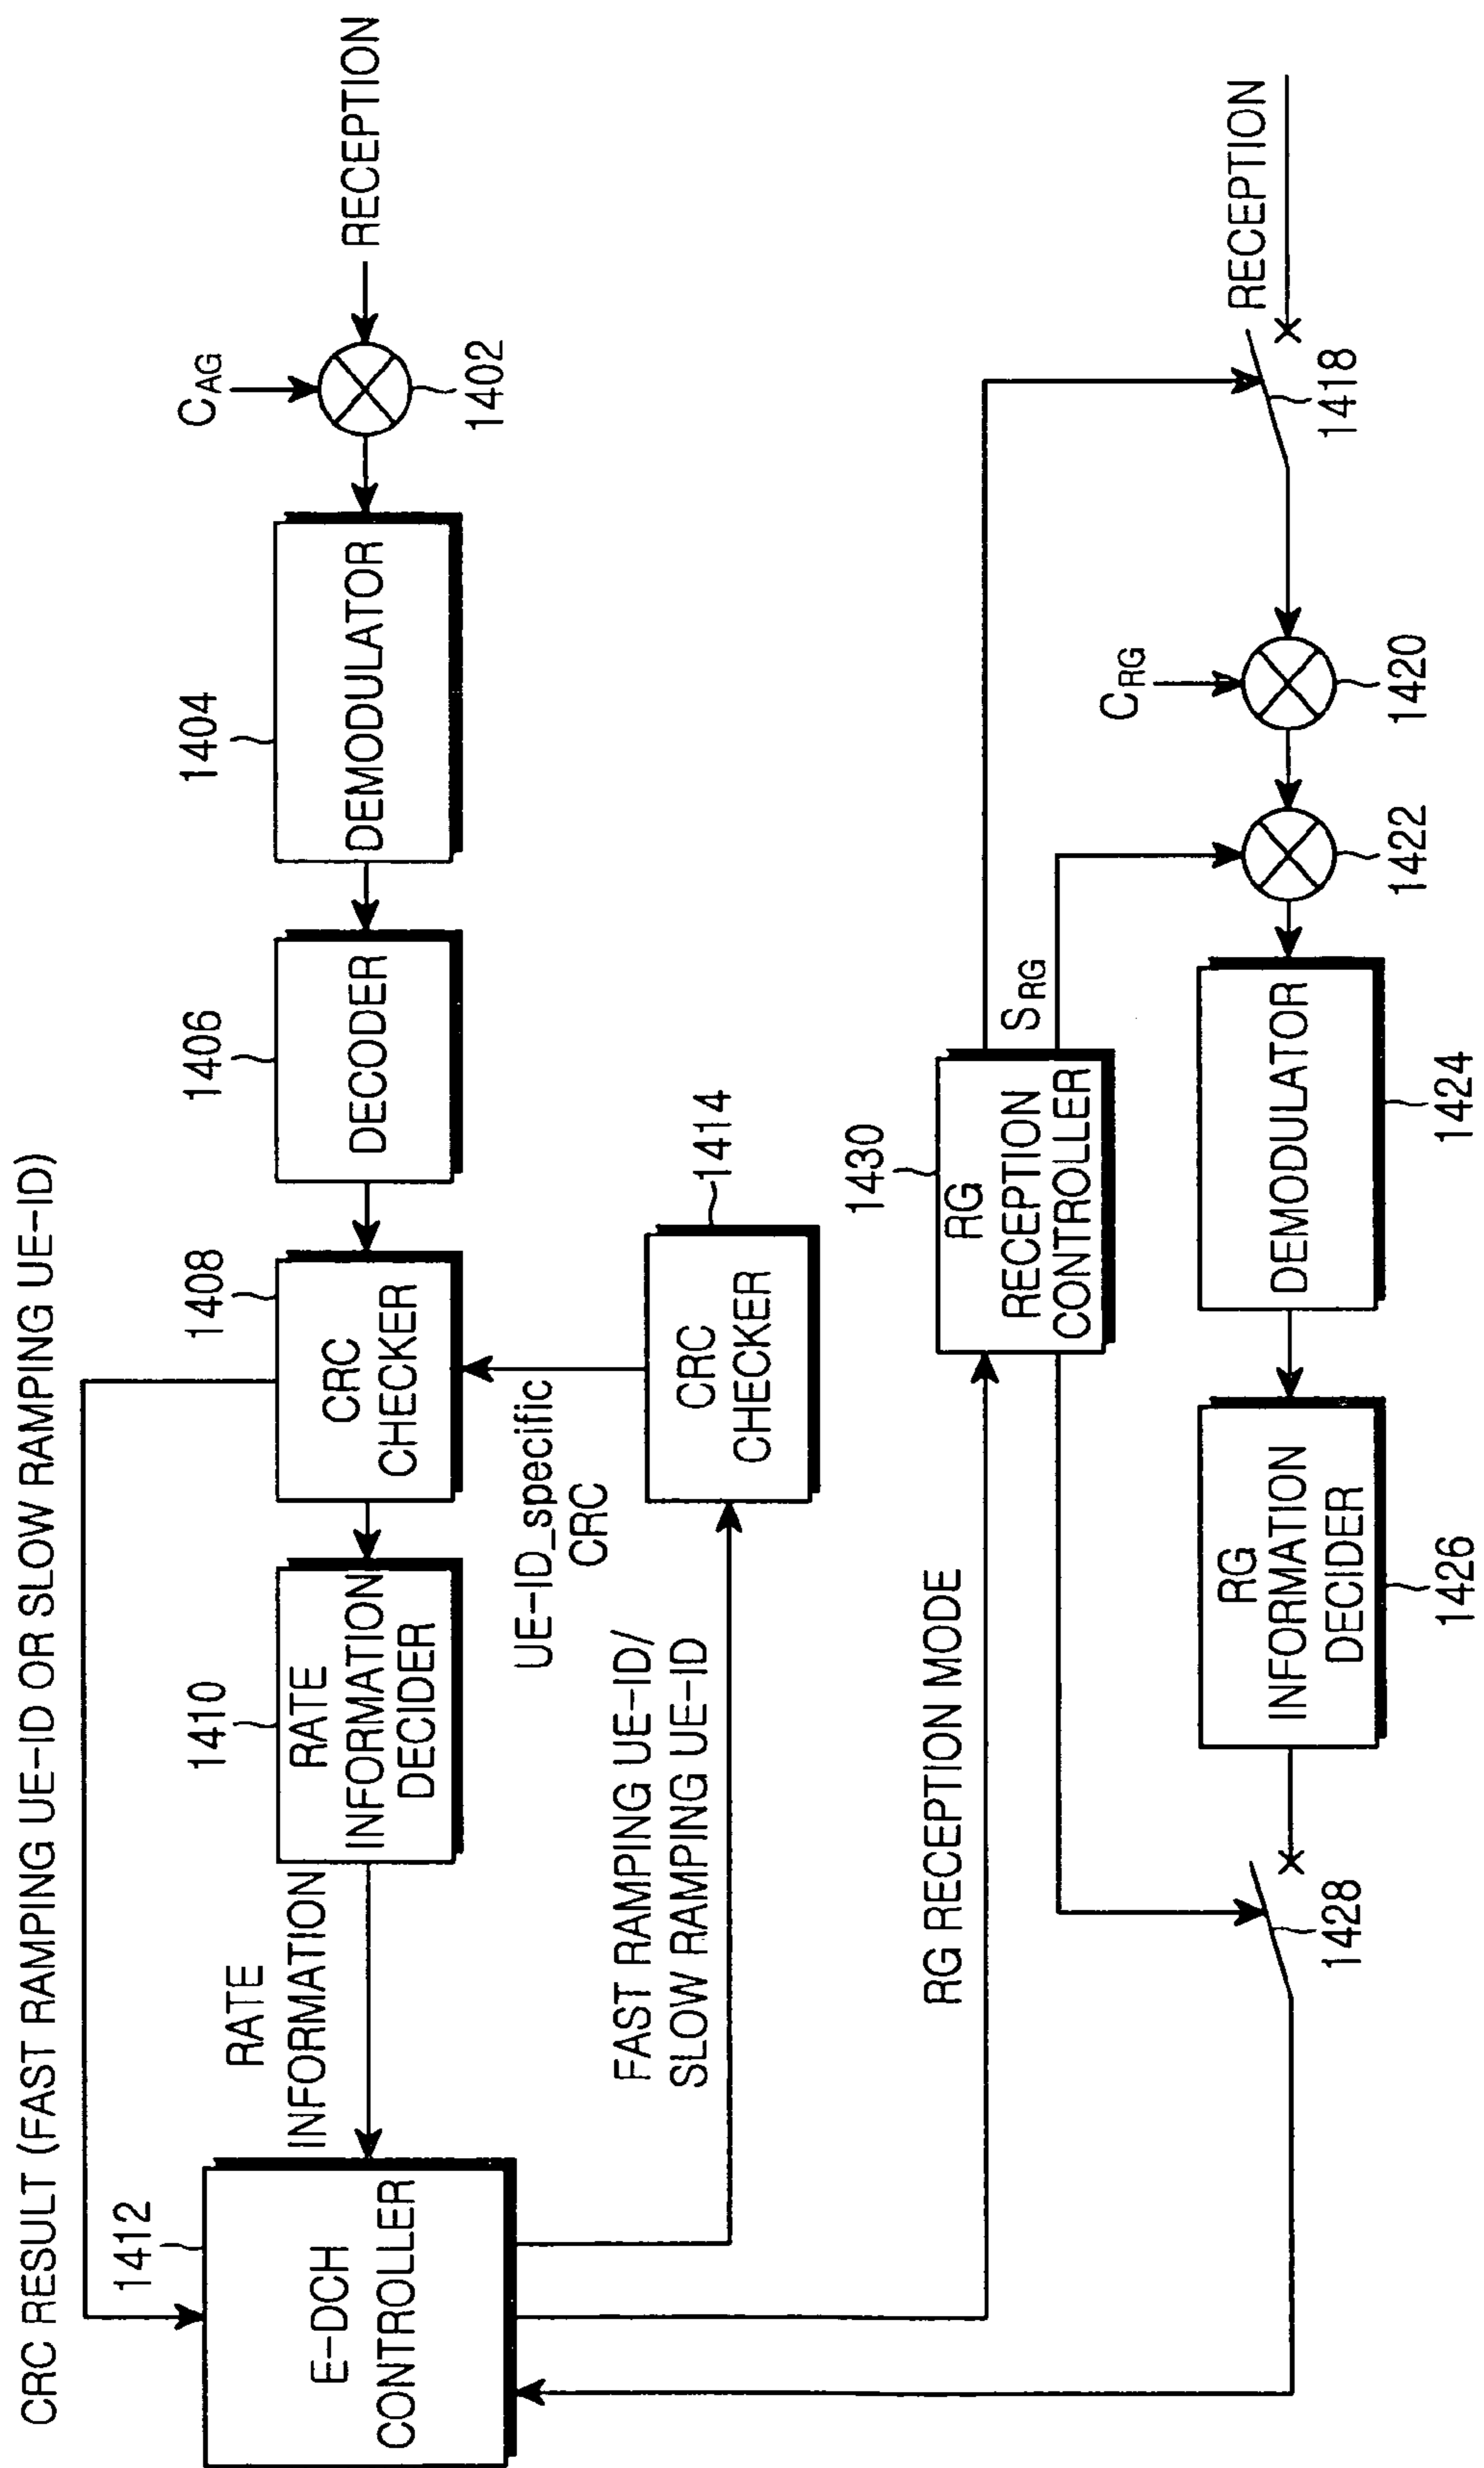 CRC RESULT (FAST RAMPING UE-ID OR SLOW RAMPING UE-ID)
1412
E-DCH
CONTROLLER
RATE
INFORMATION
1410
RATE
INFORMATION
DECIDER
1408
CRC
CHECKER
1406
DECODER
1404
DEMODULATOR
CAG
1402
RECEPTION
UE-ID_specific
CRC
1414
CRC
CHECKER
FAST RAMPING UE-ID/
SLOW RAMPING UE-ID
RG RECEPTION MODE
1430
RG
RECEPTION
CONTROLLER
SRG
CRG
RECEPTION
1418
1420
1422
DEMODULATOR
1424
RG
INFORMATION
DECIDER
1426
1428